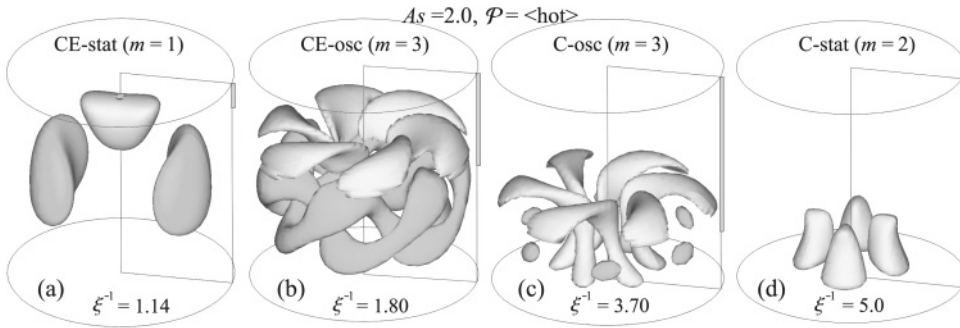 As =2.0, 𝒫 = <hot>
CE-stat (m = 1)
CE-osc (m = 3)
C-osc (m = 3)
C-stat (m = 2)
(a)
ξ⁻¹ = 1.14
(b)
ξ⁻¹ = 1.80
(c)
ξ⁻¹ = 3.70
(d)
ξ⁻¹ = 5.0